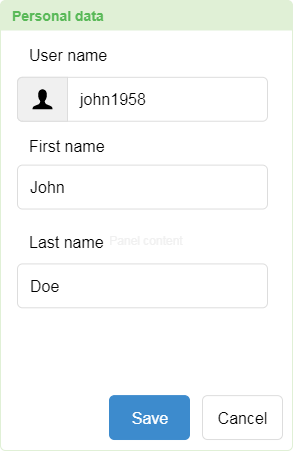 Personal data
User name
john1958
First name
John
Last name
Panel content
Doe
Save
Cancel